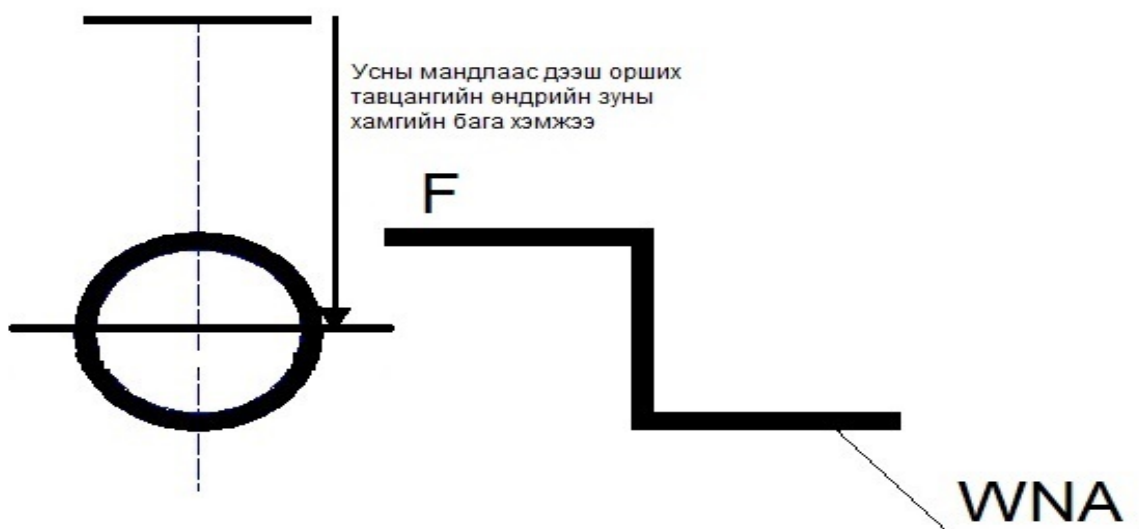 Усны мандлаас дээш орших
тавцангийн өндрийн зуны
хамгийн бага хэмжээ
F
WNA